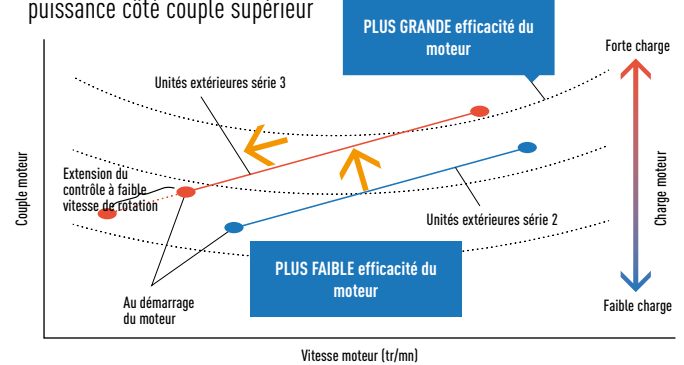 puissance côté couple supérieur
PLUS GRANDE efficacité du
moteur
Forte charge
Unités extérieures série 3
Extension du
contrôle à faible
vitesse de rotation
Couple moteur
Charge moteur
Unités extérieures série 2
PLUS FAIBLE efficacité du
moteur
Au démarrage
du moteur
Faible charge
Vitesse moteur (tr/mn)